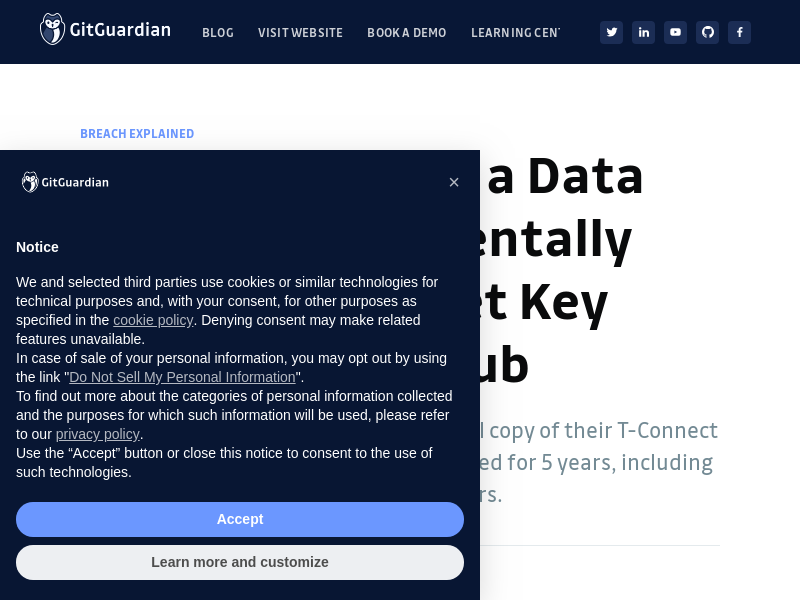 GitGuardian
BLOG
VISIT WEBSITE
BOOK A DEMO
LEARNING CEN
BREACH EXPLAINED
a Data
entally
et Key
ub
l copy of their T-Connect
ed for 5 years, including
rs.
GitGuardian
×
Notice
We and selected third parties use cookies or similar technologies for
technical purposes and, with your consent, for other purposes as
specified in the cookie policy. Denying consent may make related
features unavailable.
In case of sale of your personal information, you may opt out by using
the link "Do Not Sell My Personal Information".
To find out more about the categories of personal information collected
and the purposes for which such information will be used, please refer
to our privacy policy.
Use the “Accept” button or close this notice to consent to the use of
such technologies.
Accept
Learn more and customize